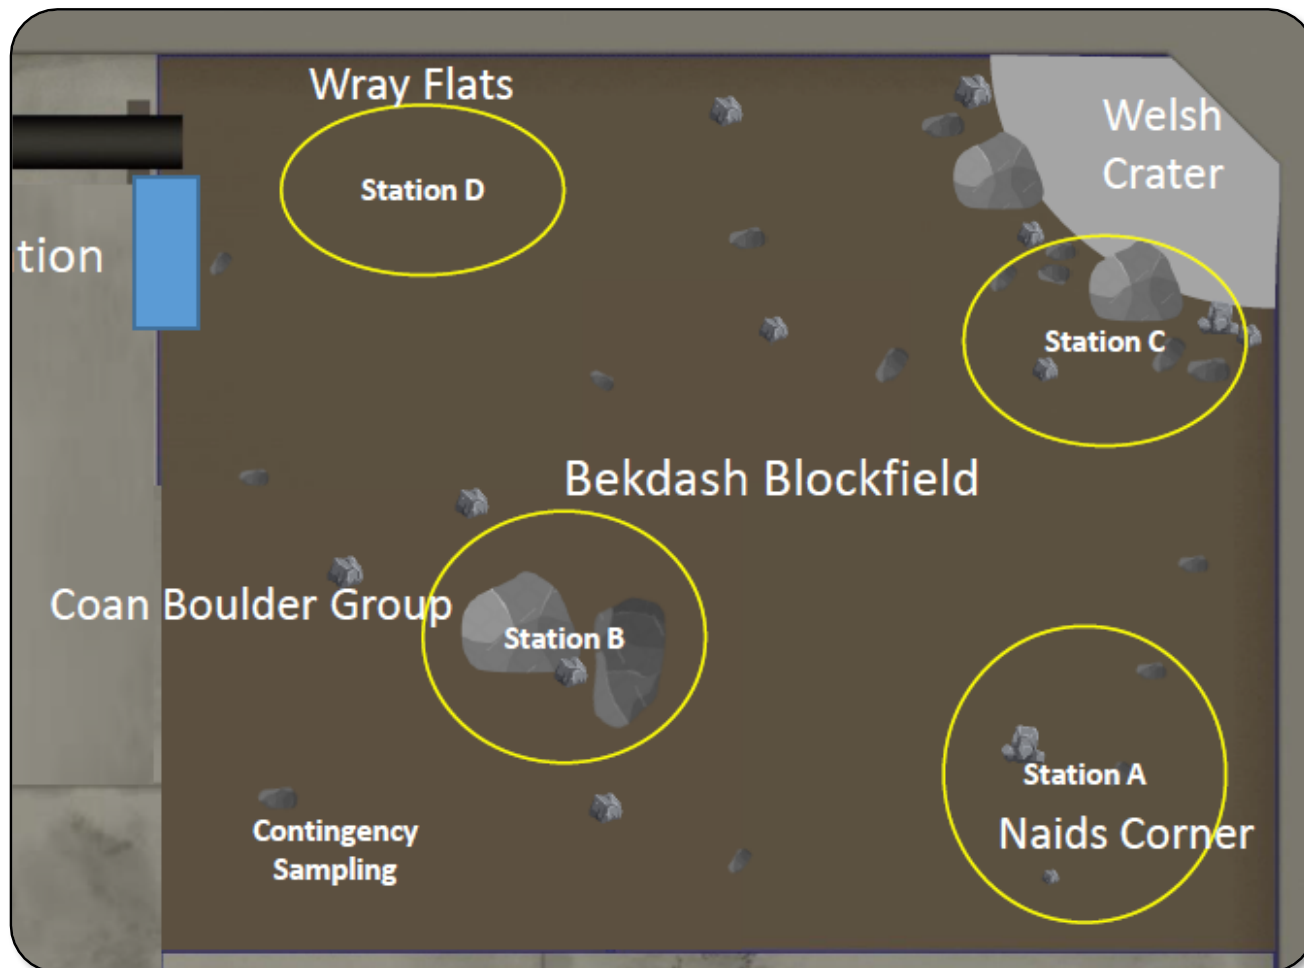 Wray Flats
Station D
Welsh
Crater
tion
Station C
Bekdash Blockfield
Coan Boulder Group
Station B
Station A
Naids Corner
Contingency
Sampling